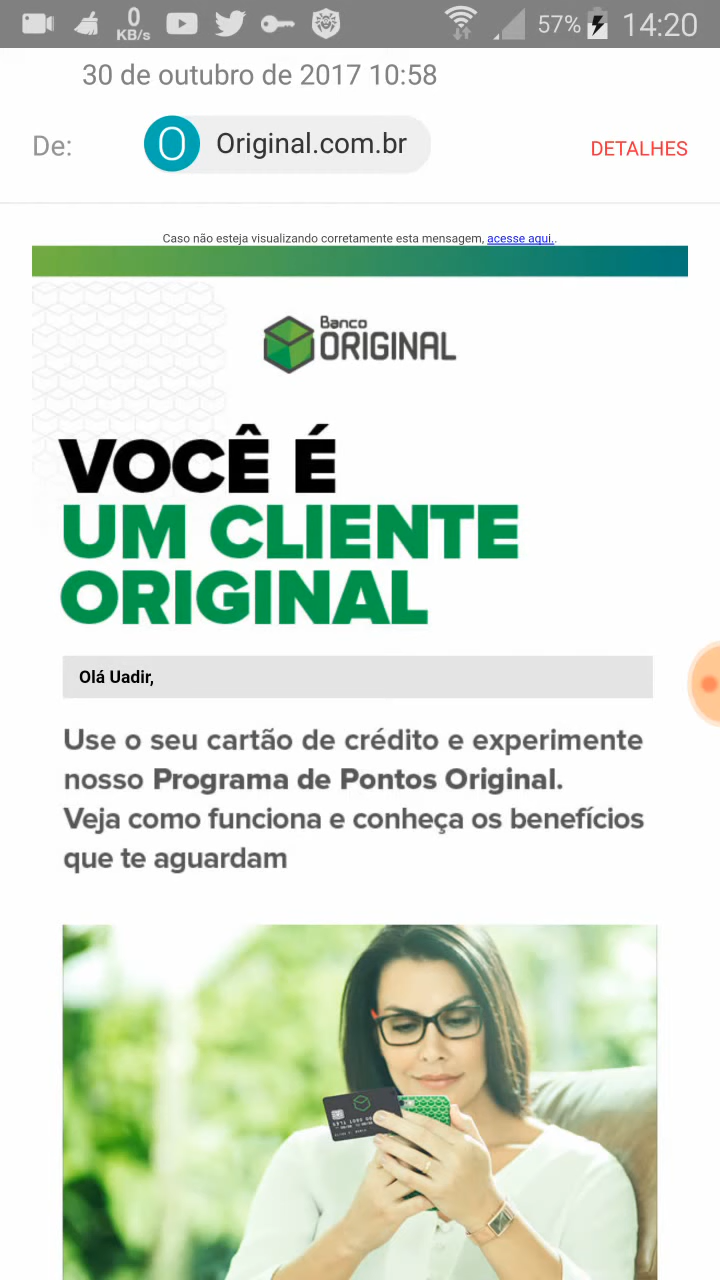 0
KB/s
57%
14:20
30 de outubro de 2017 10:58
De:
O
Original.com.br
DETALHES
Caso não esteja visualizando corretamente esta mensagem, acesse aqui..
Banco
ORIGINAL
VOCÊ É
UM CLIENTE
ORIGINAL
Olá Uadir,
Use o seu cartão de crédito e experimente
nosso Programa de Pontos Original.
Veja como funciona e conheça os benefícios
que te aguardam